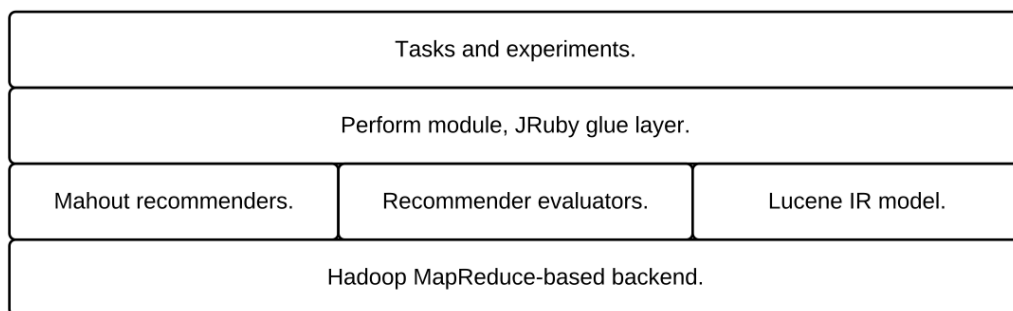 Tasks and experiments.
Perform module, JRuby glue layer.
Mahout recommenders.
Recommender evaluators.
Lucene IR model.
Hadoop MapReduce-based backend.